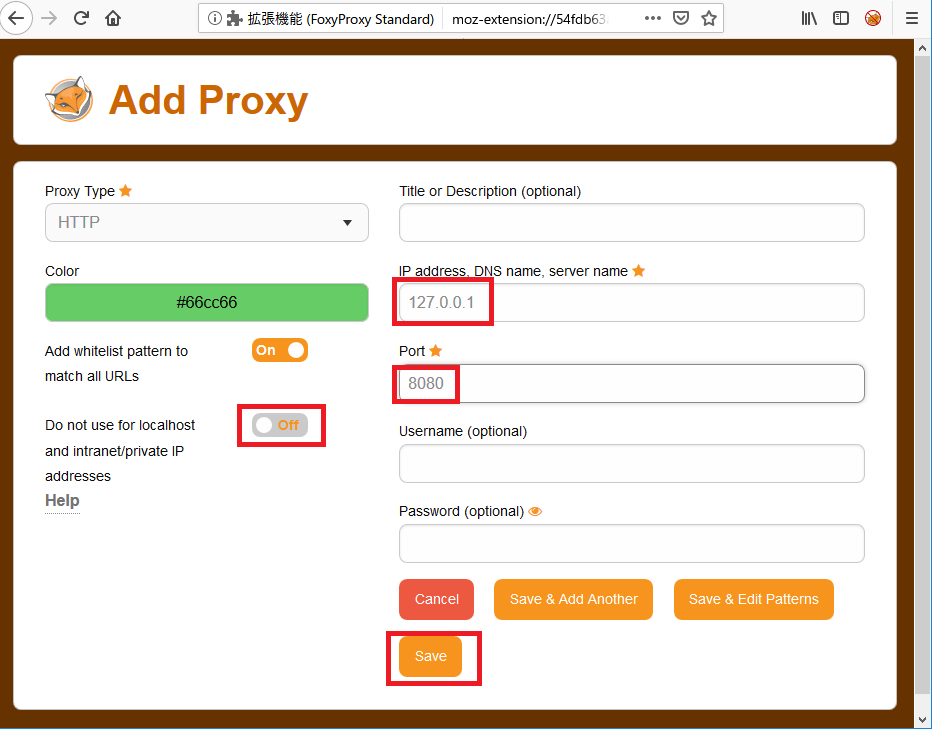 拡張機能 (FoxyProxy Standard)
moz-extension://54fdb63
Add Proxy
Proxy Type
HTTP
Color
#66cc66
Add whitelist pattern to
match all URLs
On
Do not use for localhost
and intranet/private IP
addresses
Off
Help
Title or Description (optional)
IP address, DNS name, server name
127.0.0.1
Port
8080
Username (optional)
Password (optional)
Cancel
Save & Add Another
Save & Edit Patterns
Save